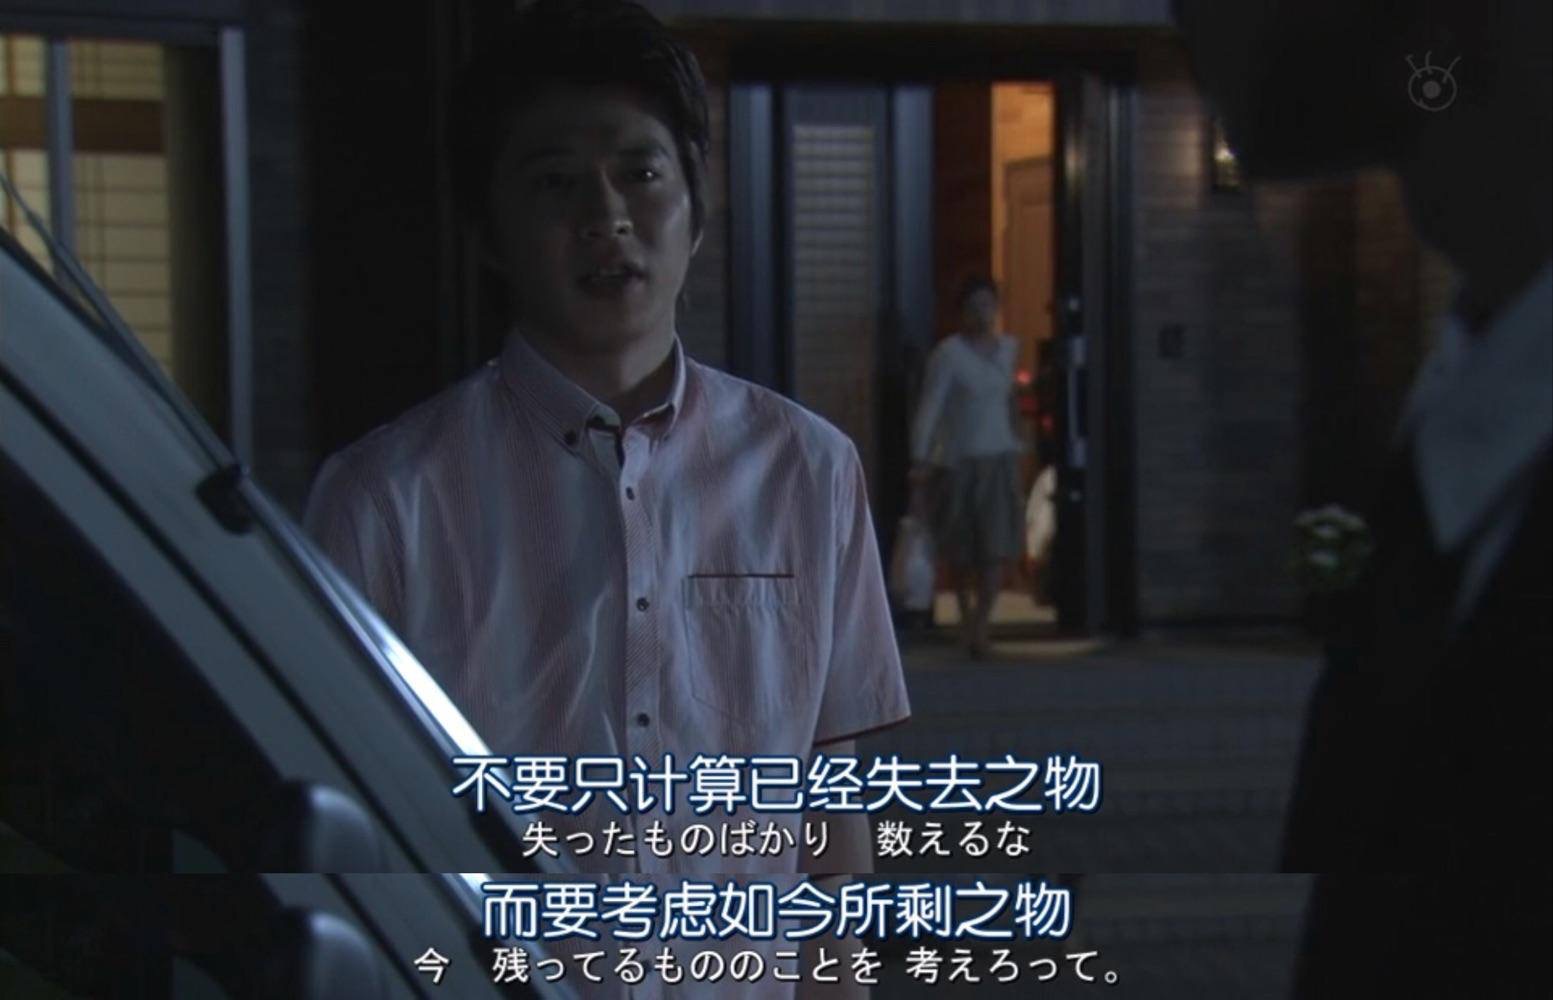 不要只计算已经失去之物
失ったものばかり 数えるな
而要考虑如今所剩之物
今 残ってるもののことを 考えろって。